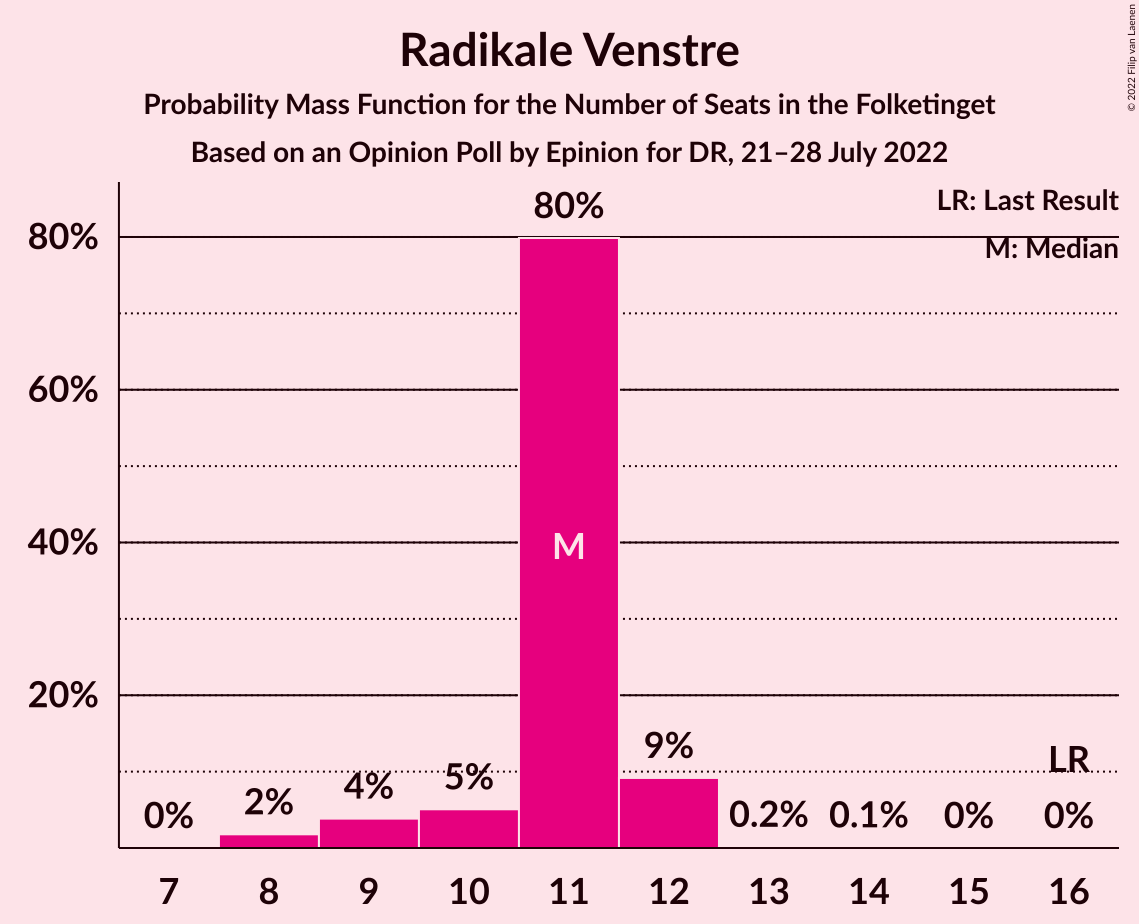 Radikale Venstre
Probability Mass Function for the Number of Seats in the Folketinget
Based on an Opinion Poll by Epinion for DR, 21–28 July 2022
© 2022 Filip van Laenen
LR: Last Result
M: Median
80%
60%
40%
20%
0%
2%
4%
5%
80%
M
9%
0.2%
0.1%
0%
LR
0%
7 8 9 10 11 12 13 14 15 16